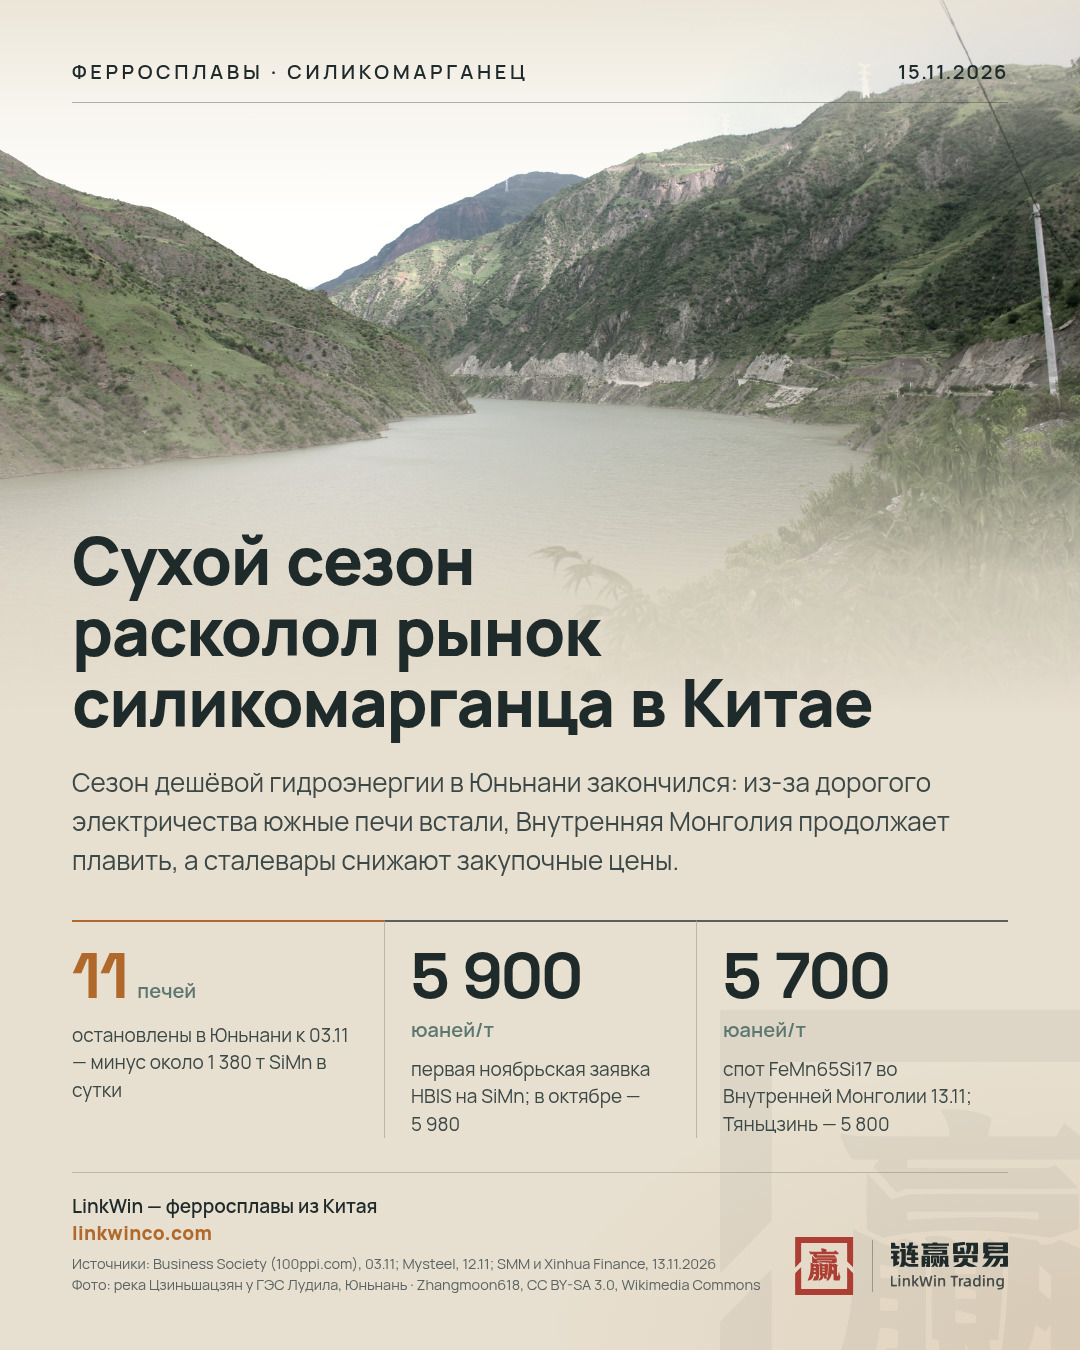 ФЕРРОСПЛАВЫ · СИЛИКОМАРГАНЕЦ
15.11.2026
Сухой сезон
расколол рынок
силикомарганца в Китае
Сезон дешёвой гидроэнергии в Юньнани закончился: из-за дорогого
электричества южные печи встали, Внутренняя Монголия продолжает
плавить, а сталевары снижают закупочные цены.
11 печей
остановлены в Юньнани к 03.11
— минус около 1 380 т SiMn в
сутки
5 900
юаней/т
первая ноябрьская заявка
HBIS на SiMn; в октябре —
5 980
5 700
юаней/т
спот FeMn65Si17 во
Внутренней Монголии 13.11;
Тяньцзинь — 5 800
LinkWin — ферросплавы из Китая
linkwinco.com
Источники: Business Society (100ppi.com), 03.11; Mysteel, 12.11; SMM и Xinhua Finance, 13.11.2026
Фото: река Цзиньшацзян у ГЭС Лудила, Юньнань · Zhangmoon618, CC BY-SA 3.0, Wikimedia Commons
赢
链赢贸易
LinkWin Trading